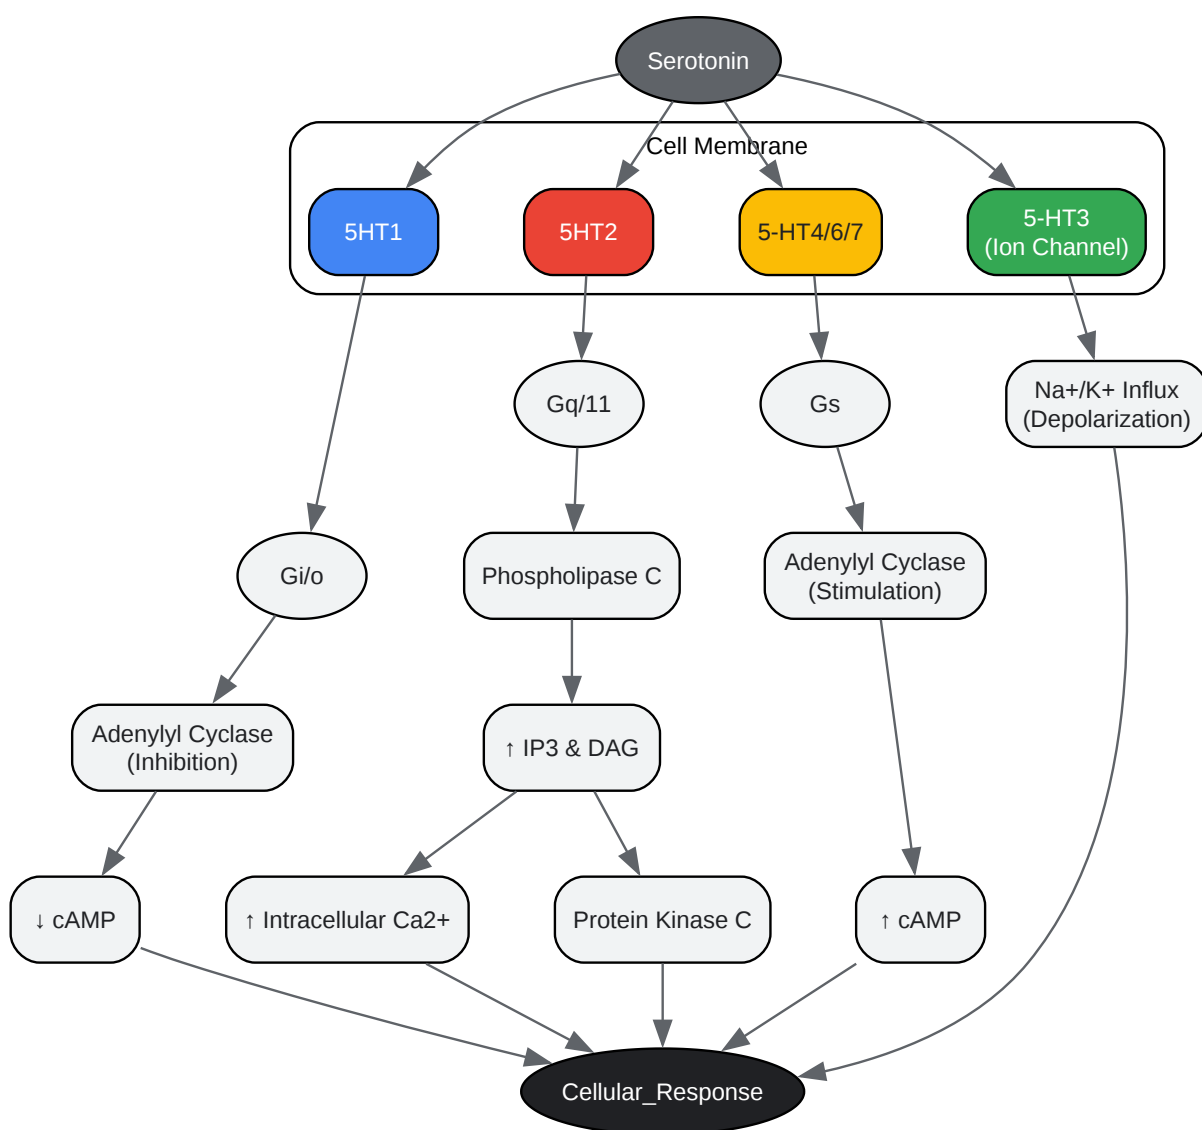 Serotonin
Cell Membrane
5HT1
5HT2
5-HT4/6/7
5-HT3
(Ion Channel)
Gq/11
Gs
Na+/K+ Influx
(Depolarization)
Gi/o
Phospholipase C
Adenylyl Cyclase
(Stimulation)
Adenylyl Cyclase
(Inhibition)
↑ IP3 & DAG
↓ cAMP
↑ Intracellular Ca2+
Protein Kinase C
↑ cAMP
Cellular_Response